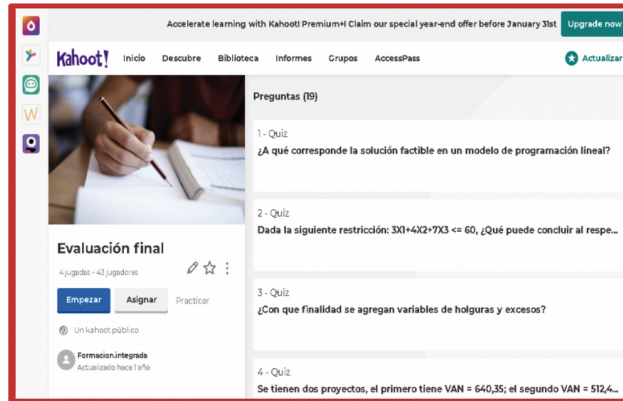 Accelerate learning with Kahoot! Premium+! Claim our special year-end offer before January 31st
Upgrade now
W
Kahoot!
Inicio
Descubre
Biblioteca
Informes
Grupos
AccessPass
Actualizar
Preguntas (19)
1 - Quiz
¿A qué corresponde la solución factible en un modelo de programación lineal?
2 - Quiz
Dada la siguiente restricción: 3X1+4X2+7X3 <= 60, ¿Qué puede concluir al respe...
3 - Quiz
¿Con que finalidad se agregan variables de holguras y excesos?
4 - Quiz
Se tienen dos proyectos, el primero tiene VAN = 640,35; el segundo VAN = 512,4...
Evaluación final
4 jugadas · 43 jugadores
Empezar
Asignar
Practicar
Un kahoot público
Formacion.integrada
Actualizado hace 1 año